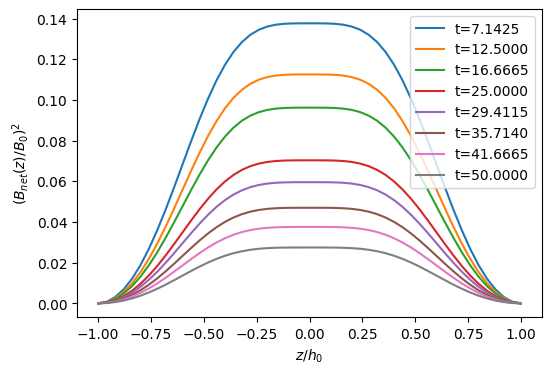 0.14
0.12
0.10
0.08
0.06
0.04
0.02
0.00
(B_net(z)/B_0)^2
t=7.1425
t=12.5000
t=16.6665
t=25.0000
t=29.4115
t=35.7140
t=41.6665
t=50.0000
−1.00 −0.75 −0.50 −0.25 0.00 0.25 0.50 0.75 1.00
z/h_0